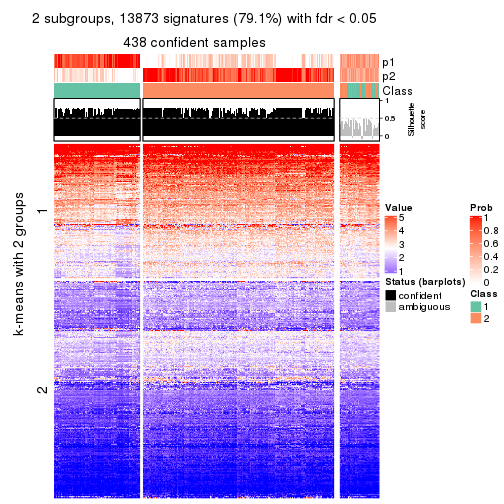 2 subgroups, 13873 signatures (79.1%) with fdr < 0.05
438 confident samples
p1
p2
Class
1
0.5
0
Silhouette
score
k-means with 2 groups
1
2
Value
5
4
3
2
1
Prob
1
0.8
0.6
0.4
0.2
0
Status (barplots)
confident
ambiguous
Class
1
2